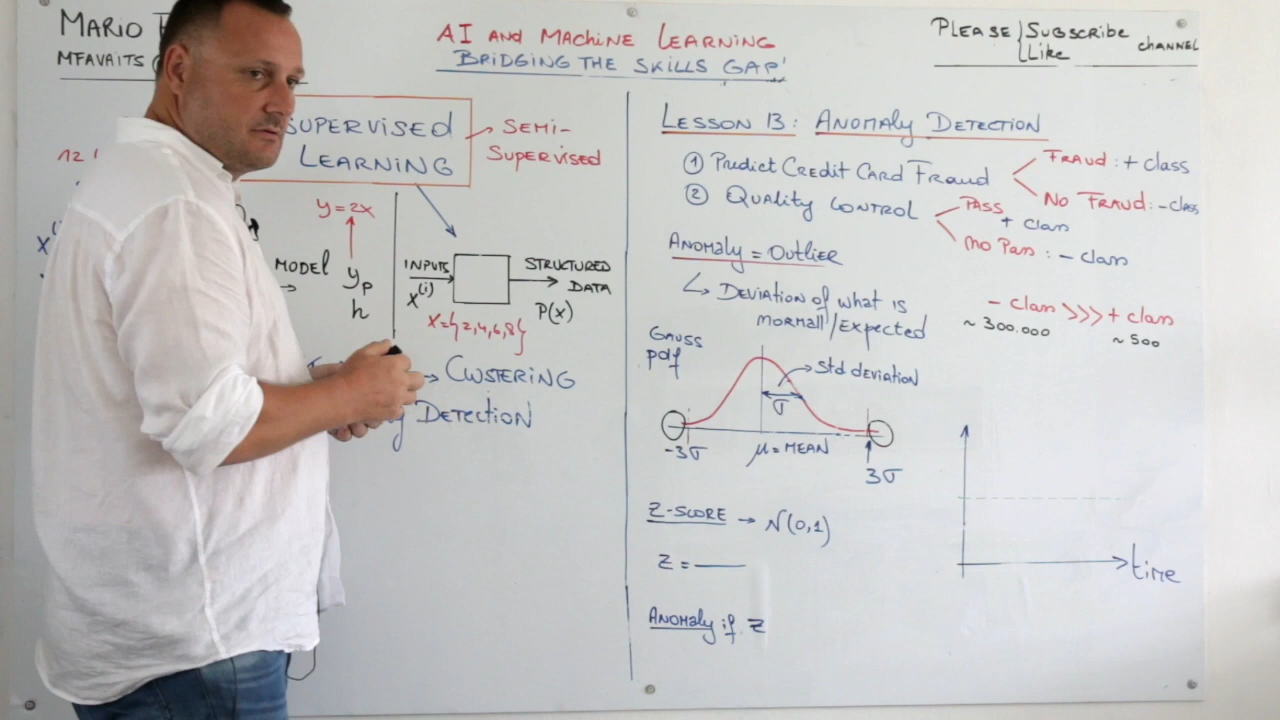 MARIO
MFAVAITS
AI AND MACHINE LEARNING
BRIDGING THE SKILLS GAP'
PLEASE Subscribe
Like
CHANNEL
SUPERVISED
LEARNING
SEMI-
SUPERVISED
y=2x
MODEL yp
h
INPUTS
x(i)
STRUCTURED
DATA
P(x)
X={2,4,6,8}
→ CLUSTERING
DETECTION
LESSON 13: ANOMALY DETECTION
① Predict Credit Card Fraud
FRAUD: + class
No FRAUD: - class
② QUALITY CONTROL
PASS
+ class
no Pass : - class
ANOMALY = OUTLIER
↳ DEVIATION OF WHAT IS
NORMALL / EXPECTED
- class >>> + class
~ 300.000
~ 500
GAUSS
pdf
Std deviation
σ
-3σ
μ = MEAN
3σ
Z-SCORE → N(0,1)
Z =
ANOMALY if Z
time